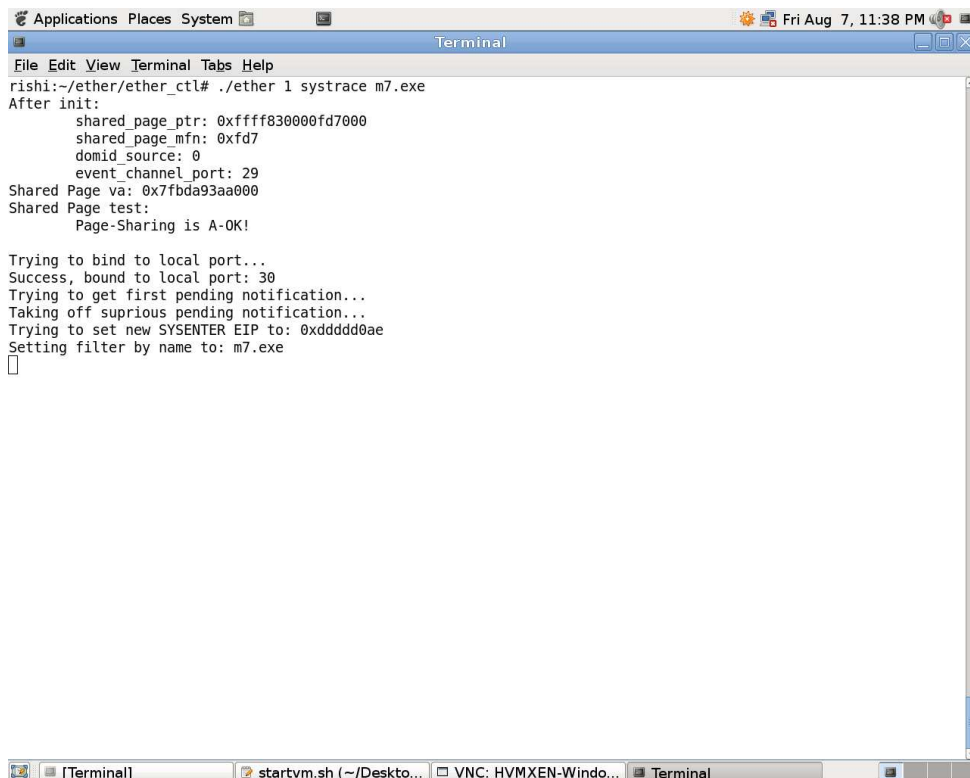 Applications Places System Fri Aug 7, 11:38 PM
Terminal
File Edit View Terminal Tabs Help
rishi:~/ether/ether_ctl# ./ether 1 systrace m7.exe
After init:
shared_page_ptr: 0xffff830000fd7000
shared_page_mfn: 0xfd7
domid_source: 0
event_channel_port: 29
Shared Page va: 0x7fbda93aa000
Shared Page test:
Page-Sharing is A-OK!
Trying to bind to local port...
Success, bound to local port: 30
Trying to get first pending notification...
Taking off suprious pending notification...
Trying to set new SYSENTER EIP to: 0xddddd0ae
Setting filter by name to: m7.exe
[Terminal] startvm.sh (~/Deskto... VNC: HVMXEN-Windo... Terminal